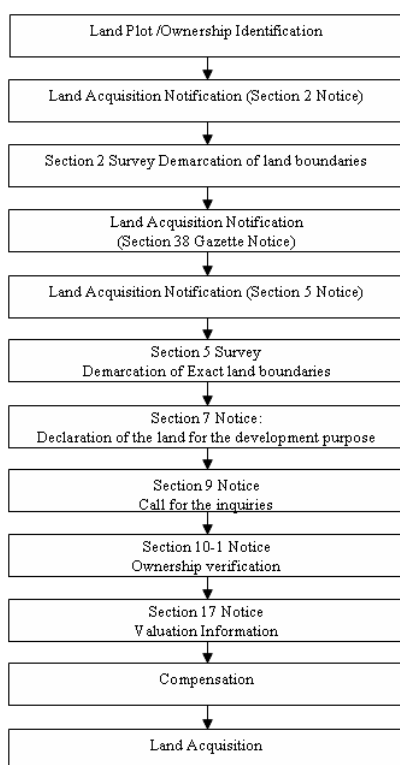 Land Plot /Ownership Identification
Land Acquisition Notification (Section 2 Notice)
Section 2 Survey Demarcation of land boundaries
Land Acquisition Notification
(Section 38 Gazette Notice)
Land Acquisition Notification (Section 5 Notice)
Section 5 Survey
Demarcation of Exact land boundaries
Section 7 Notice:
Declaration of the land for the development purpose
Section 9 Notice
Call for the inquiries
Section 10-1 Notice
Ownership verification
Section 17 Notice
Valuation Information
Compensation
Land Acquisition